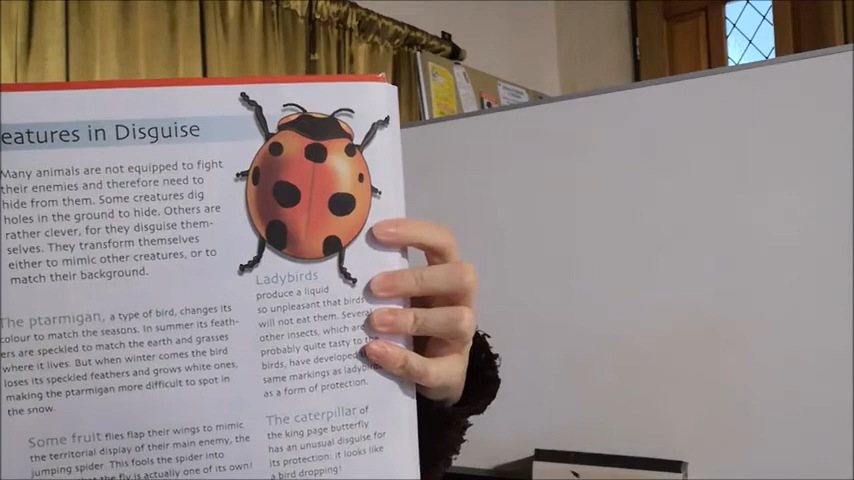 eatures in Disguise
Many animals are not equipped to fight
their enemies and therefore need to
hide from them. Some creatures dig
holes in the ground to hide. Others are
rather clever, for they disguise them-
selves. They transform themselves
either to mimic other creatures, or to
match their background.
The ptarmigan, a type of bird, changes its
colour to match the seasons. In summer its feath-
ers are speckled to match the earth and grasses
where it lives. But when winter comes the bird
loses its speckled feathers and grows white ones,
making the ptarmigan more difficult to spot in
the snow.
Some fruit flies flap their wings to mimic
the territorial display of their main enemy, the
jumping spider. This fools the spider into
that the fly is actually one of its own!
Ladybirds
produce a liquid
so unpleasant that birds
will not eat them. Several
other insects, which are
probably quite tasty to the
birds, have developed the
same markings as ladybirds
as a form of protection.
The caterpillar of
the king page butterfly
has an unusual disguise for
its protection: it looks like
a bird dropping!